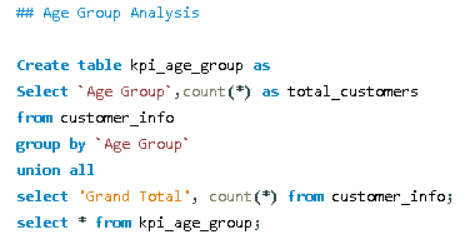 ## Age Group Analysis
Create table kpi_age_group as
Select `Age Group`,count(*) as total_customers
from customer_info
group by `Age Group`
union all
select 'Grand Total', count(*) from customer_info;
select * from kpi_age_group;